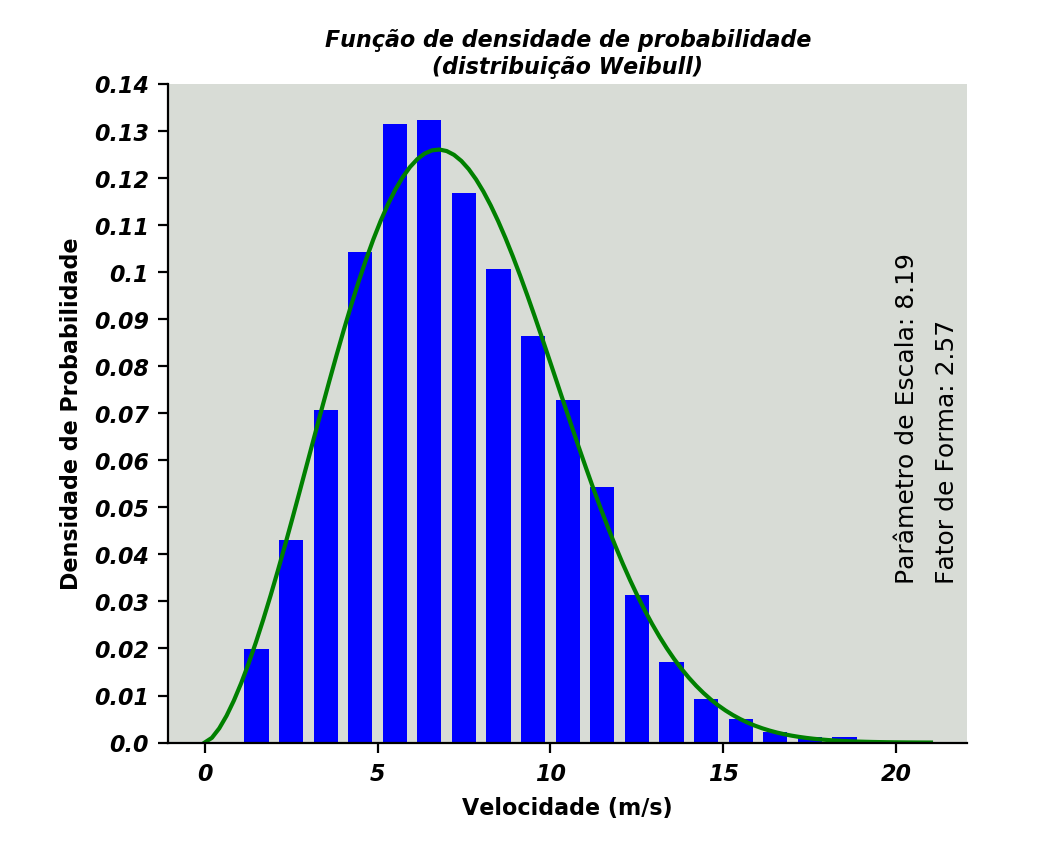 Função de densidade de probabilidade
(distribuição Weibull)
Densidade de Probabilidade
0.14
0.13
0.12
0.11
0.1
0.09
0.08
0.07
0.06
0.05
0.04
0.03
0.02
0.01
0.0
Parâmetro de Escala: 8.19
Fator de Forma: 2.57
0 5 10 15 20
Velocidade (m/s)